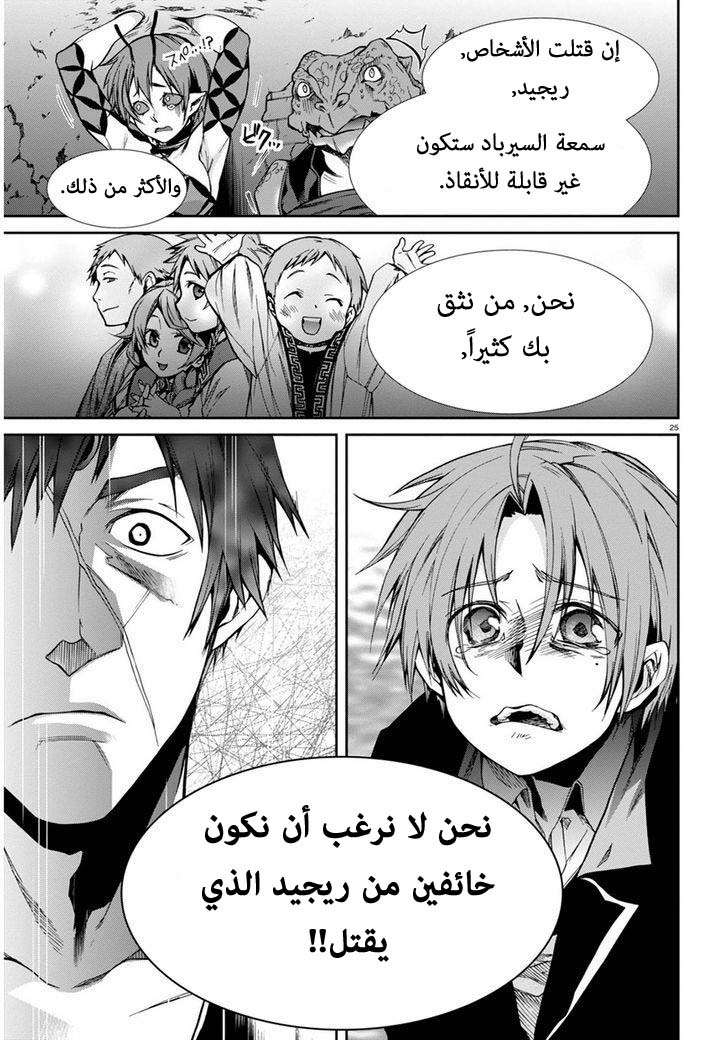 إن قتلت الأشخاص,
ريجيد,
سمعة السيرباد ستكون
غير قابلة للأنقاذ.
والأكثر من ذلك.
نحن, من نثق
بك كثيراً,
25
نحن لا نرغب أن نكون
خائفين من ريجيد الذي
يقتل!!